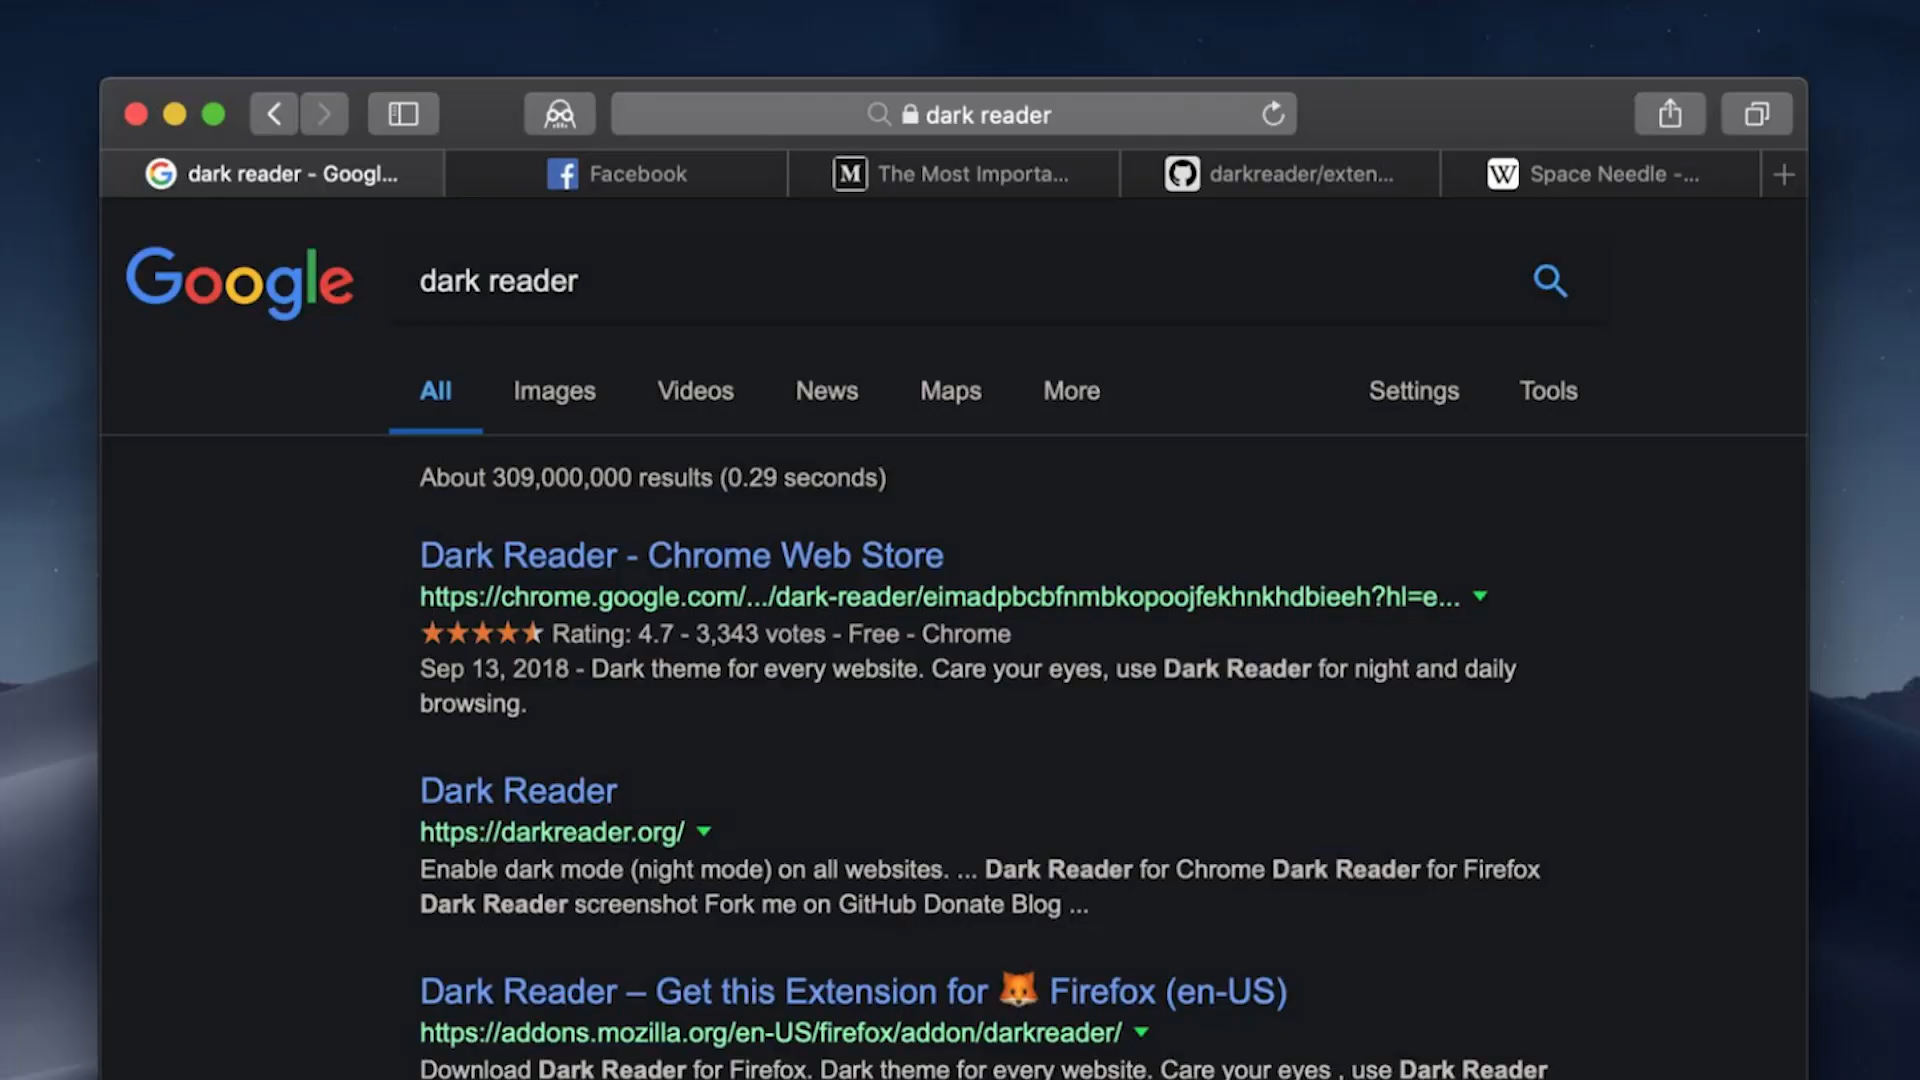 dark reader
dark reader - Googl...
Facebook
The Most Importa...
darkreader/exten...
Space Needle -...
Google
dark reader
All Images Videos News Maps More Settings Tools
About 309,000,000 results (0.29 seconds)
Dark Reader - Chrome Web Store
https://chrome.google.com/.../dark-reader/eimadpbcbfnmbkopoojfekhnkhdbieeh?hl=e...
Rating: 4.7 - 3,343 votes - Free - Chrome
Sep 13, 2018 - Dark theme for every website. Care your eyes, use Dark Reader for night and daily
browsing.
Dark Reader
https://darkreader.org/
Enable dark mode (night mode) on all websites. ... Dark Reader for Chrome Dark Reader for Firefox
Dark Reader screenshot Fork me on GitHub Donate Blog ...
Dark Reader – Get this Extension for 🦊 Firefox (en-US)
https://addons.mozilla.org/en-US/firefox/addon/darkreader/
Download Dark Reader for Firefox. Dark theme for every website. Care your eyes , use Dark Reader